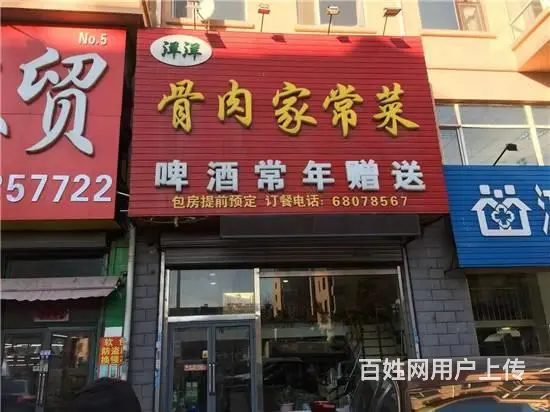 No.5
贸
357722
洋洋
骨肉家常菜
啤酒常年赠送
包房提前预定 订餐电话：68078567
百姓网用户上传